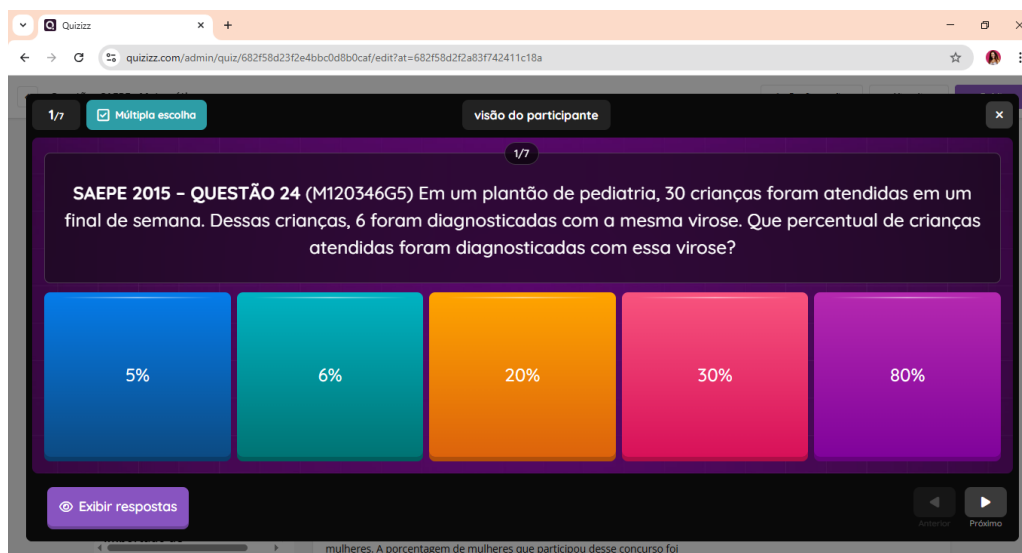 Quizizz
quizizz.com/admin/quiz/682f58d23f2e4bbc0d8b0caf/edit?at=682f58d2f2a83f742411c18a
1/7
Múltipla escolha
visão do participante
1/7
SAEPE 2015 – QUESTÃO 24 (M120346G5) Em um plantão de pediatria, 30 crianças foram atendidas em um
final de semana. Dessas crianças, 6 foram diagnosticadas com a mesma virose. Que percentual de crianças
atendidas foram diagnosticadas com essa virose?
5%
6%
20%
30%
80%
Exibir respostas
Anterior
Próximo
mulheres. A porcentagem de mulheres que participou desse concurso foi